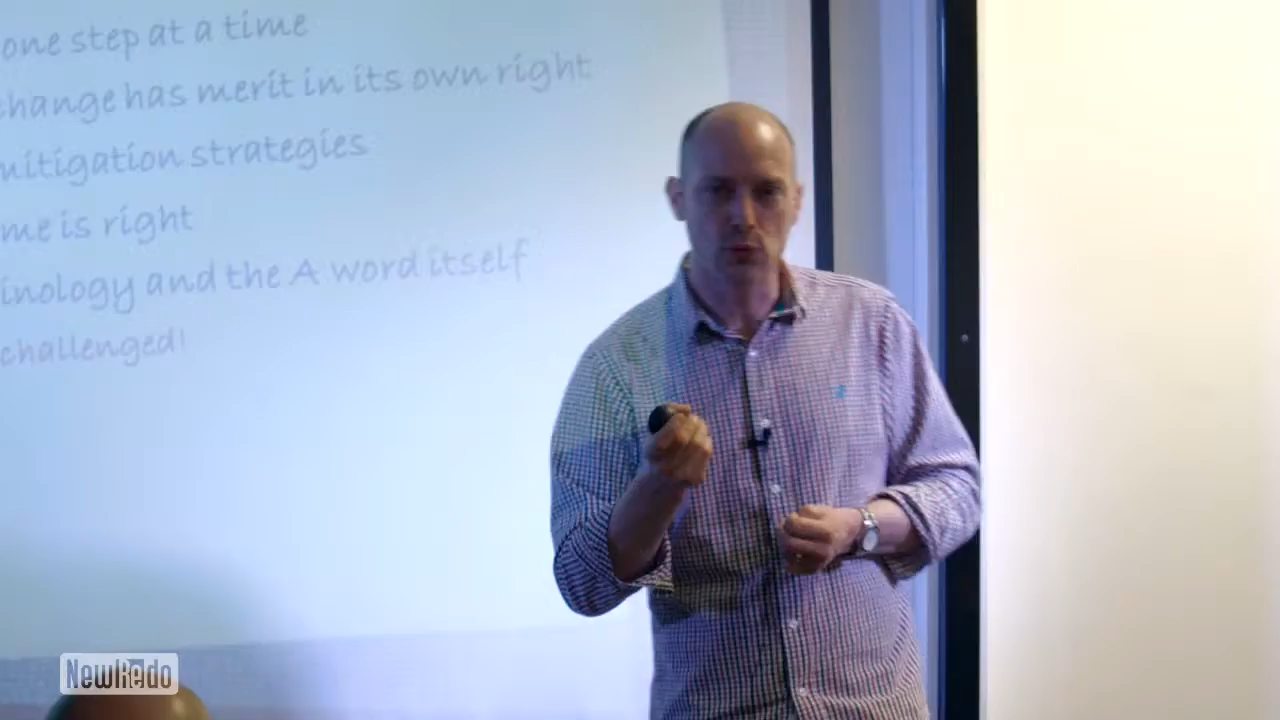 one step at a time
change has merit in its own right
mitigation strategies
me is right
inology and the A word itself
challenged!
NewRedo